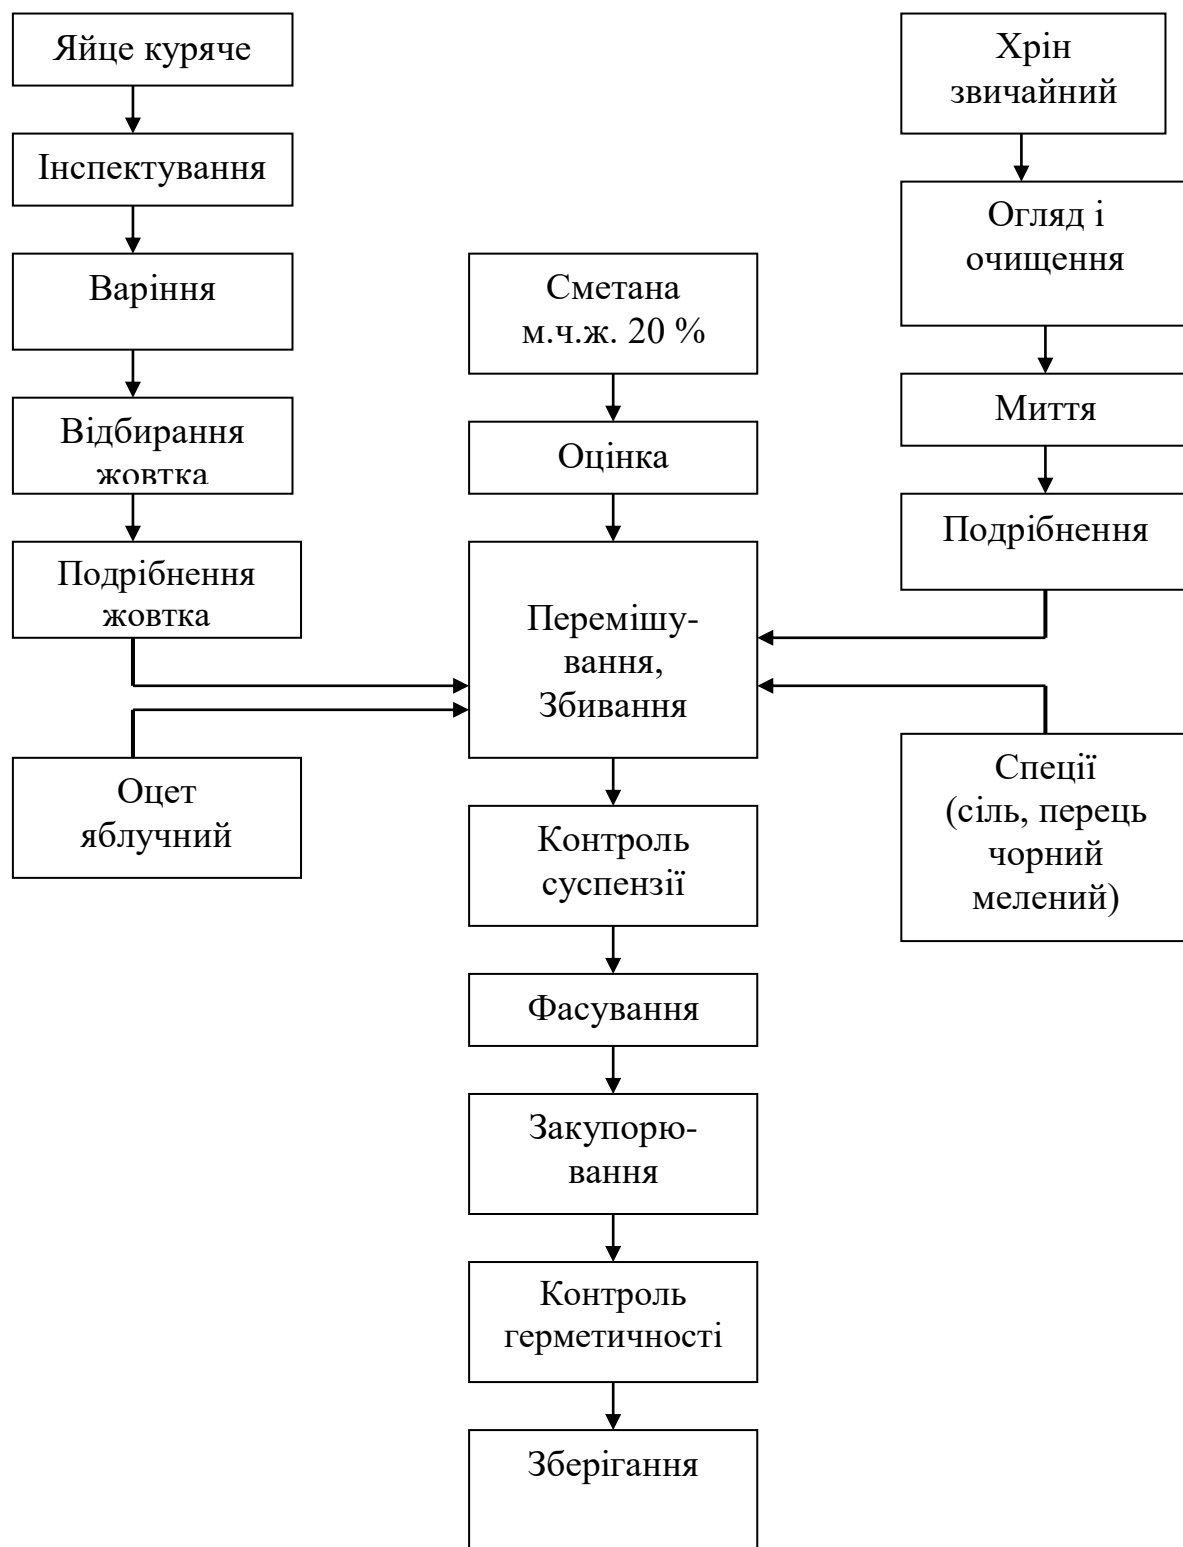 Яйце куряче
Інспектування
Варіння
Відбирання
жовтка
Подрібнення
жовтка
Оцет
яблучний
Сметана
м.ч.ж. 20 %
Оцінка
Перемішу-
вання,
Збивання
Контроль
суспензії
Фасування
Закупорю-
вання
Контроль
герметичності
Зберігання
Хрін
звичайний
Огляд і
очищення
Миття
Подрібнення
Спеції
(сіль, перець
чорний
мелений)